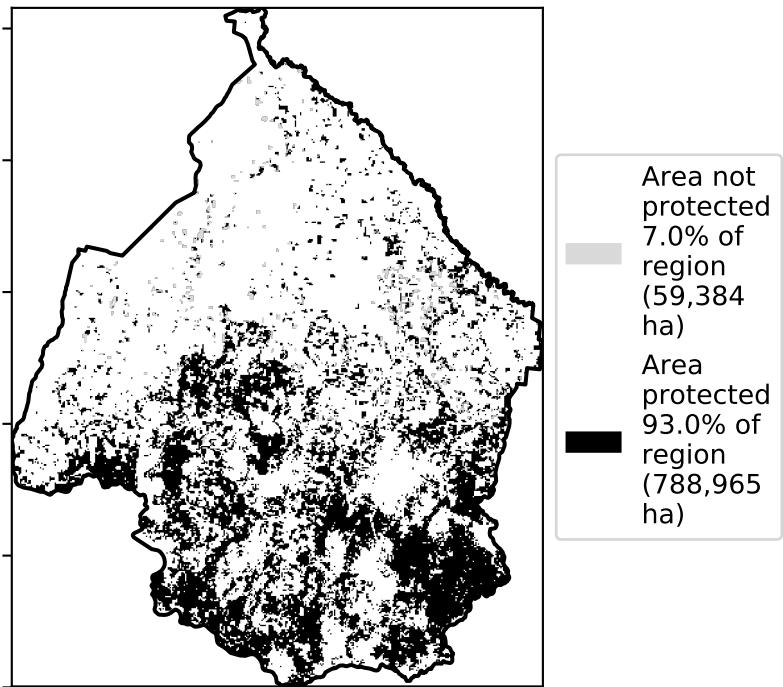 Area not
protected
7.0% of
region
(59,384
ha)
Area
protected
93.0% of
region
(788,965
ha)